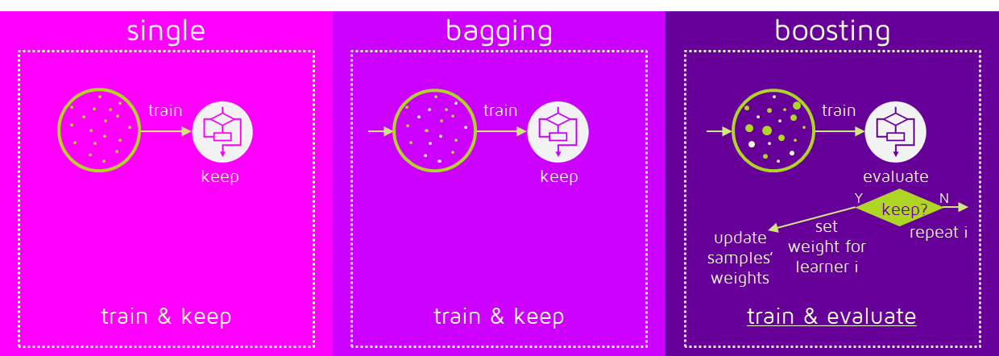 single
train
keep
train & keep
bagging
train
keep
train & keep
boosting
train
evaluate
Y
keep?
N
repeat i
set
weight for
learner i
update
samples’
weights
train & evaluate